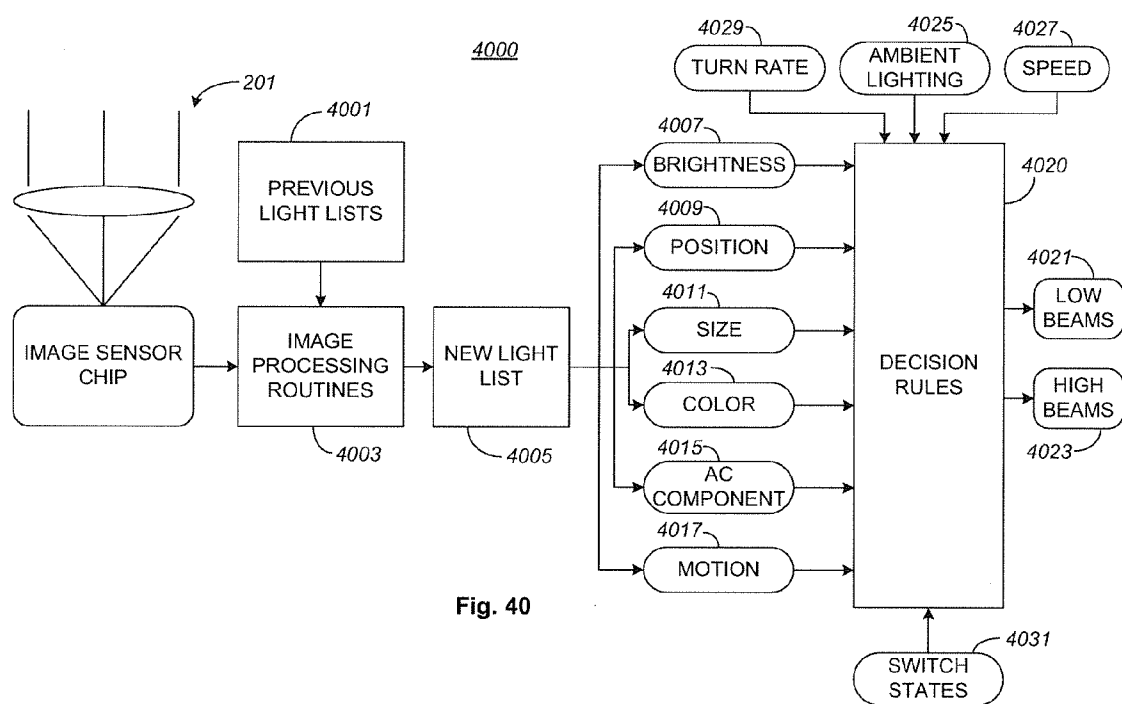 4000
201
4001
PREVIOUS
LIGHT LISTS
IMAGE SENSOR
CHIP
IMAGE
PROCESSING
ROUTINES
4003
NEW LIGHT
LIST
4005
4029
TURN RATE
4025
AMBIENT
LIGHTING
4027
SPEED
4007
BRIGHTNESS
4009
POSITION
4011
SIZE
4013
COLOR
4015
AC
COMPONENT
4017
MOTION
4020
DECISION
RULES
4021
LOW
BEAMS
HIGH
BEAMS
4023
4031
SWITCH
STATES
Fig. 40